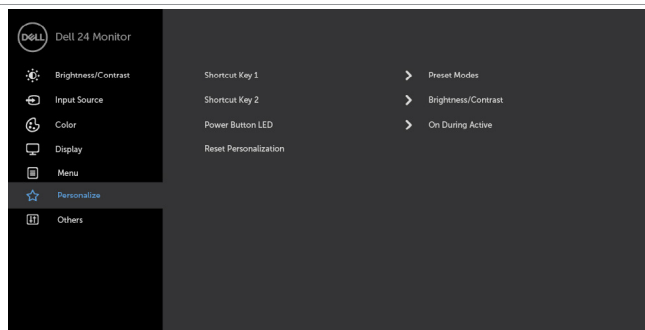 DELL Dell 24 Monitor
Brightness/Contrast Shortcut Key 1 Preset Modes
Input Source Shortcut Key 2 Brightness/Contrast
Color Power Button LED On During Active
Display Reset Personalization
Menu
Personalize
Others